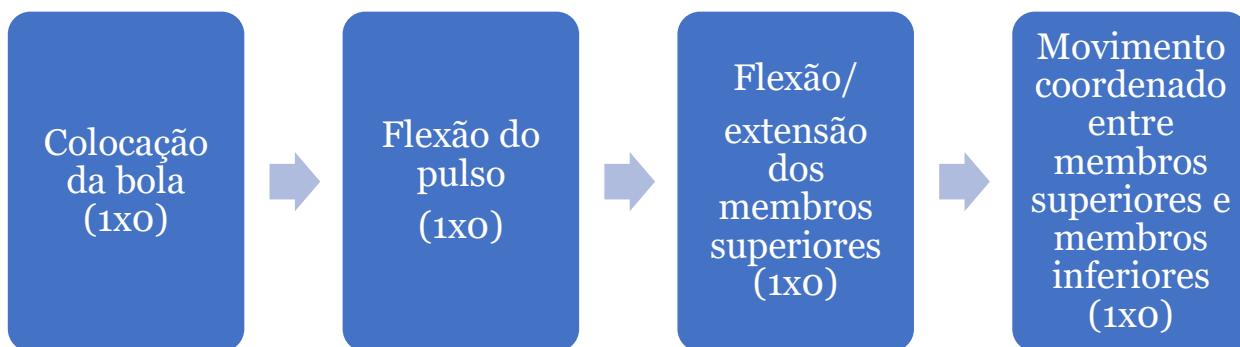 Colocação
da bola
(1x0)
Flexão do
pulso
(1x0)
Flexão/
extensão
dos
membros
superiores
(1x0)
Movimento
coordenado
entre
membros
superiores e
membros
inferiores
(1x0)